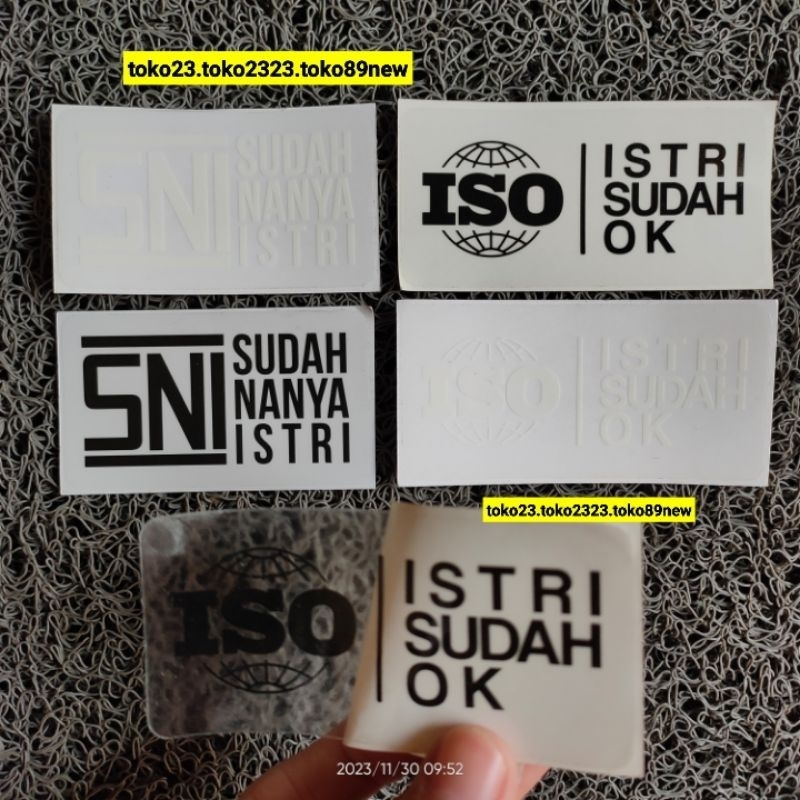 toko23.toko2323.toko89new
SNI
SUDAH
NANYA
ISTRI
ISO
ISTRI
SUDAH
OK
SNI
SUDAH
NANYA
ISTRI
ISO
ISTRI
SUDAH
OK
toko23.toko2323.toko89new
ISO
ISTRI
SUDAH
OK
2023/11/30 09:52